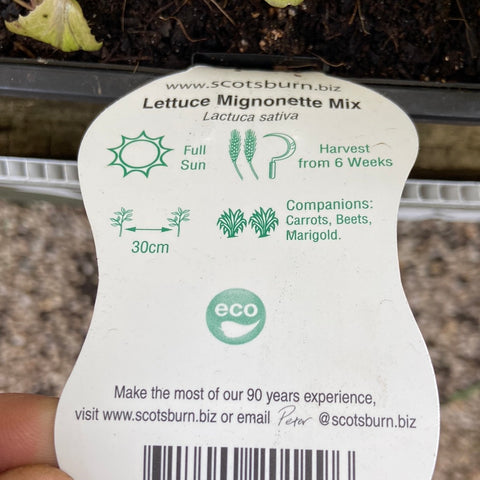 www.scotsburn.biz
Lettuce Mignonette Mix
Lactuca sativa
Full
Sun
Harvest
from 6 Weeks
30cm
Companions:
Carrots, Beets,
Marigold.
eco
Make the most of our 90 years experience,
visit www.scotsburn.biz or email Peter @scotsburn.biz